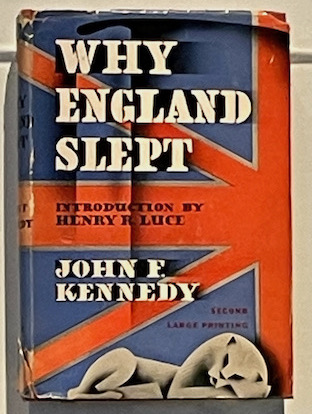 WHY
ENGLAND
SLEPT
INTRODUCTION BY
HENRY R. LUCE
JOHN F.
KENNEDY
SECOND
LARGE PRINTING